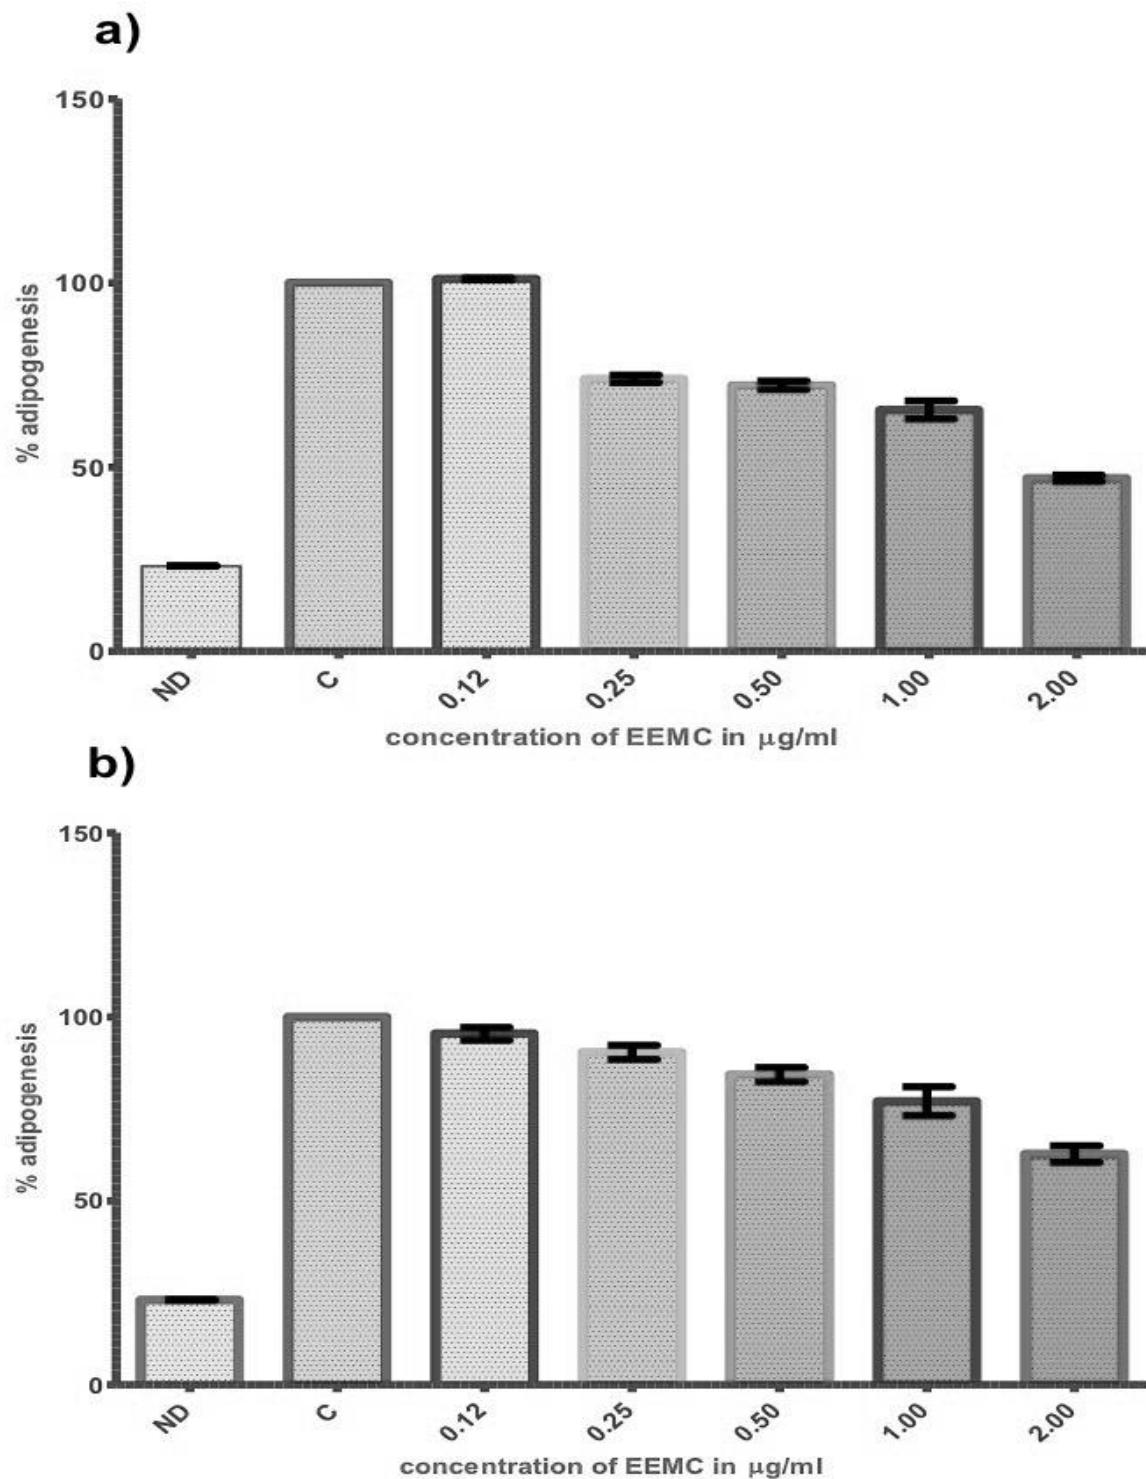 a)
150
100
50
0
% adipogenesis
ND C 0.12 0.25 0.50 1.00 2.00
concentration of EEMC in μg/ml
b)
150
100
50
0
% adipogenesis
ND C 0.12 0.25 0.50 1.00 2.00
concentration of EEMC in μg/ml